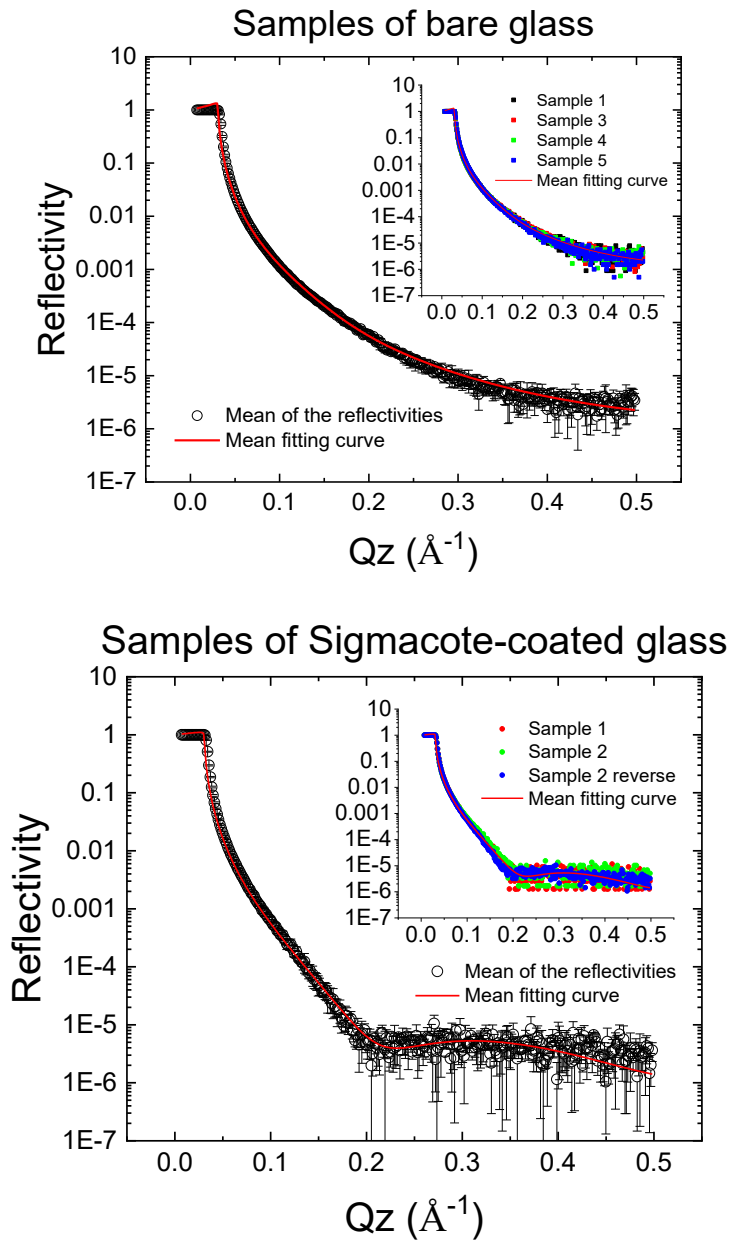 Samples of bare glass
10
1
0.1
0.01
0.001
1E-4
1E-5
1E-6
1E-7
Reflectivity
10
1
0.1
0.01
0.001
1E-4
1E-5
1E-6
1E-7
Sample 1
Sample 3
Sample 4
Sample 5
Mean fitting curve
0.0 0.1 0.2 0.3 0.4 0.5
Mean of the reflectivities
Mean fitting curve
0.0 0.1 0.2 0.3 0.4 0.5
Qz (Å⁻¹)
Samples of Sigmacote-coated glass
10
1
0.1
0.01
0.001
1E-4
1E-5
1E-6
1E-7
Reflectivity
10
1
0.1
0.01
0.001
1E-4
1E-5
1E-6
1E-7
Sample 1
Sample 2
Sample 2 reverse
Mean fitting curve
0.0 0.1 0.2 0.3 0.4 0.5
Mean of the reflectivities
Mean fitting curve
0.0 0.1 0.2 0.3 0.4 0.5
Qz (Å⁻¹)